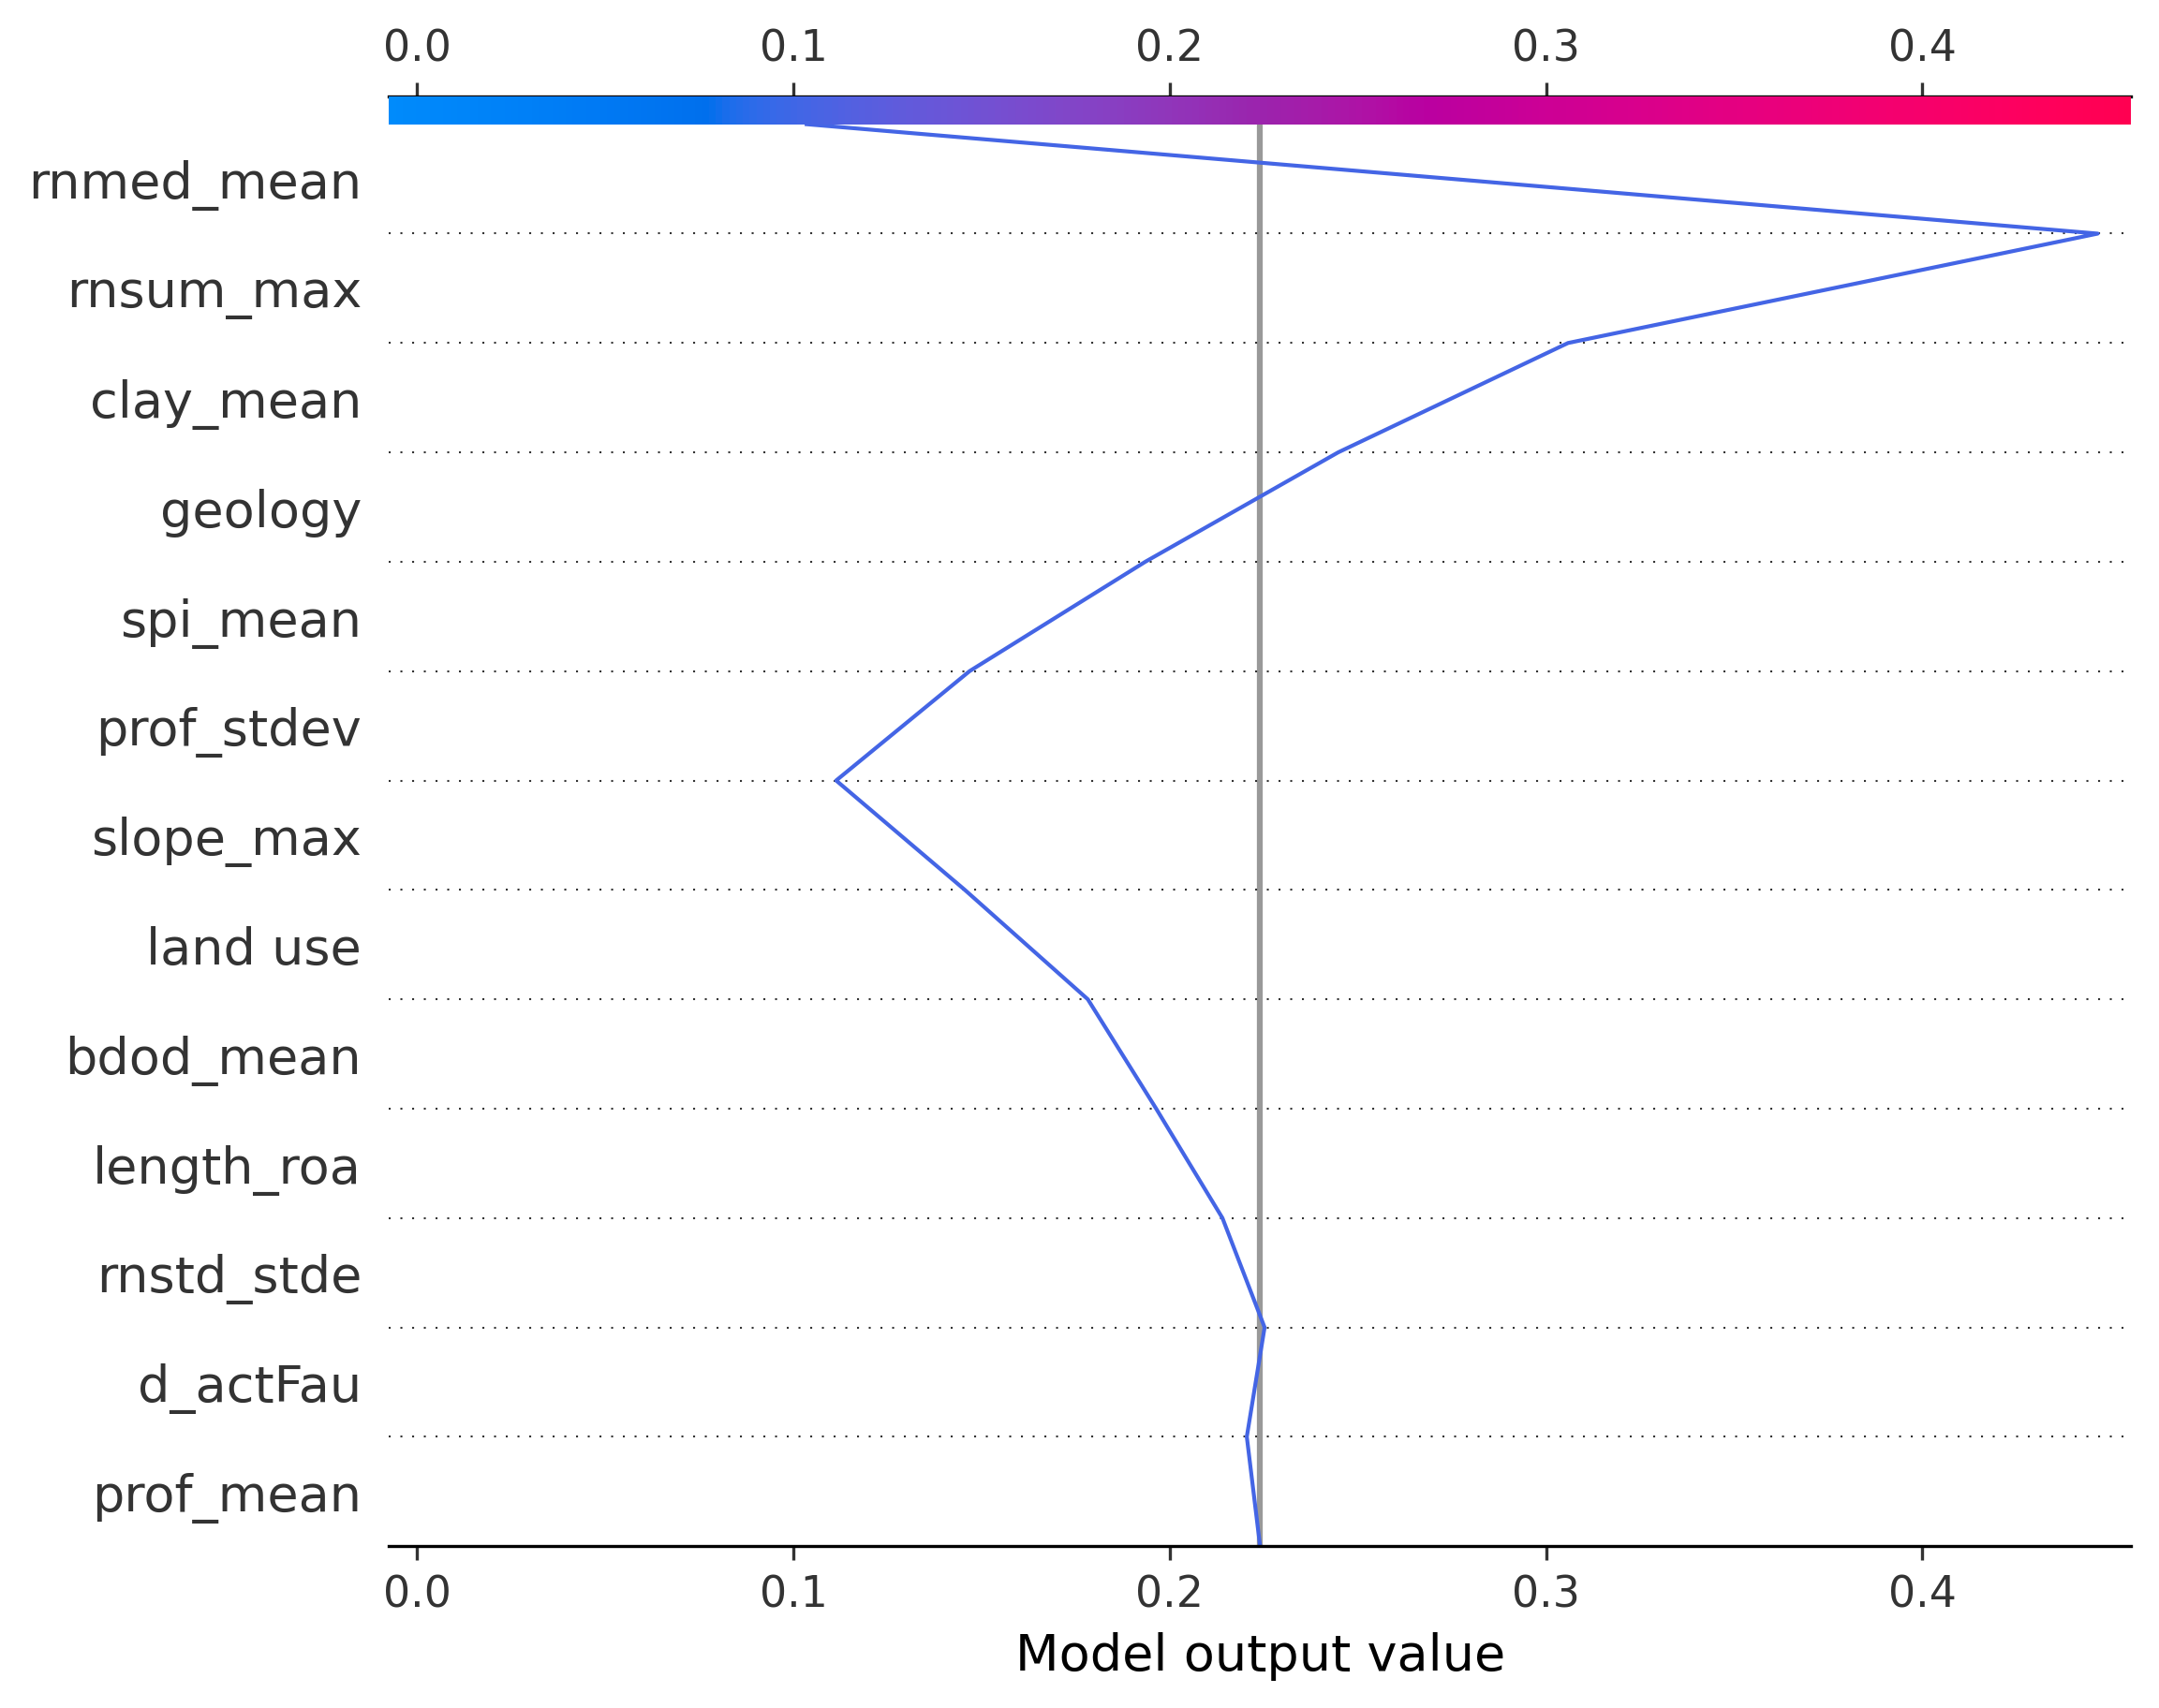 0.0 0.1 0.2 0.3 0.4
rnmed_mean
rnsum_max
clay_mean
geology
spi_mean
prof_stdev
slope_max
land use
bdod_mean
length_roa
rnstd_stde
d_actFau
prof_mean
0.0 0.1 0.2 0.3 0.4
Model output value